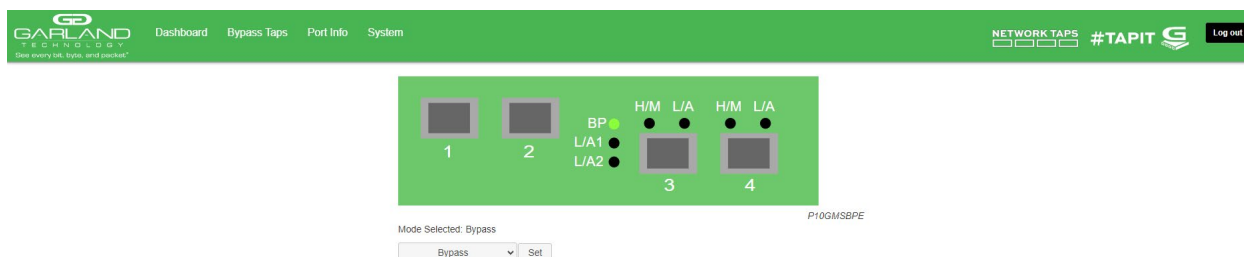 GARLAND
TECHNOLOGY
See every bit, byte, and packet®
Dashboard Bypass Taps Port Info System
NETWORK TAPS
#TAPIT
Log out
H/M L/A H/M L/A
BP
L/A1
L/A2
1 2 3 4
P10GMSBPE
Mode Selected: Bypass
Bypass Set